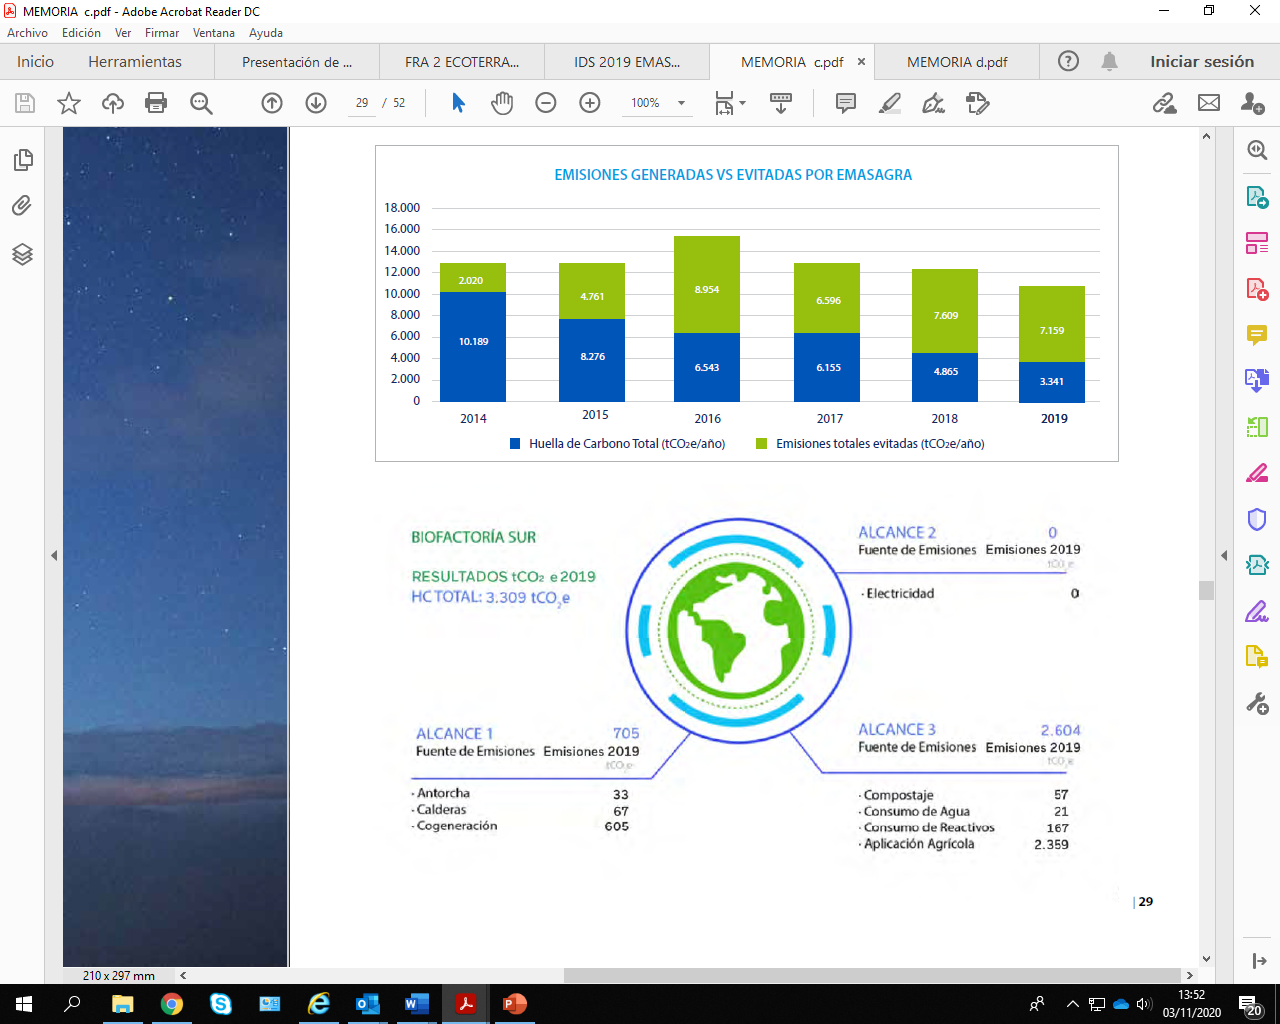 MEMORIA  c.pdf - Adobe Acrobat Reader DC
Archivo Edición Ver Firmar Ventana Ayuda
Inicio Herramientas Presentación de ... FRA 2 ECOTERRA... IDS 2019 EMAS... MEMORIA  c.pdf × MEMORIA d.pdf ? Iniciar sesión
29 / 52 100%
EMISIONES GENERADAS VS EVITADAS POR EMASAGRA
18.000
16.000
14.000
12.000
10.000
8.000
6.000
4.000
2.000
0
2.020 4.761 8.954 6.596 7.609 7.159
10.189 8.276 6.543 6.155 4.865 3.341
2014 2015 2016 2017 2018 2019
Huella de Carbono Total (tCO2e/año) Emisiones totales evitadas (tCO2e/año)
BIOFACTORÍA SUR
RESULTADOS tCO2 e 2019
HC TOTAL: 3.309 tCO2e
ALCANCE 2 0
Fuente de Emisiones Emisiones 2019
tCO2e
· Electricidad 0
ALCANCE 1 705
Fuente de Emisiones Emisiones 2019
tCO2e
· Antorcha 33
· Calderas 67
· Cogeneración 605
ALCANCE 3 2.604
Fuente de Emisiones Emisiones 2019
tCO2e
· Compostaje 57
· Consumo de Agua 21
· Consumo de Reactivos 167
· Aplicación Agrícola 2.359
| 29
210 x 297 mm
13:52
03/11/2020
20